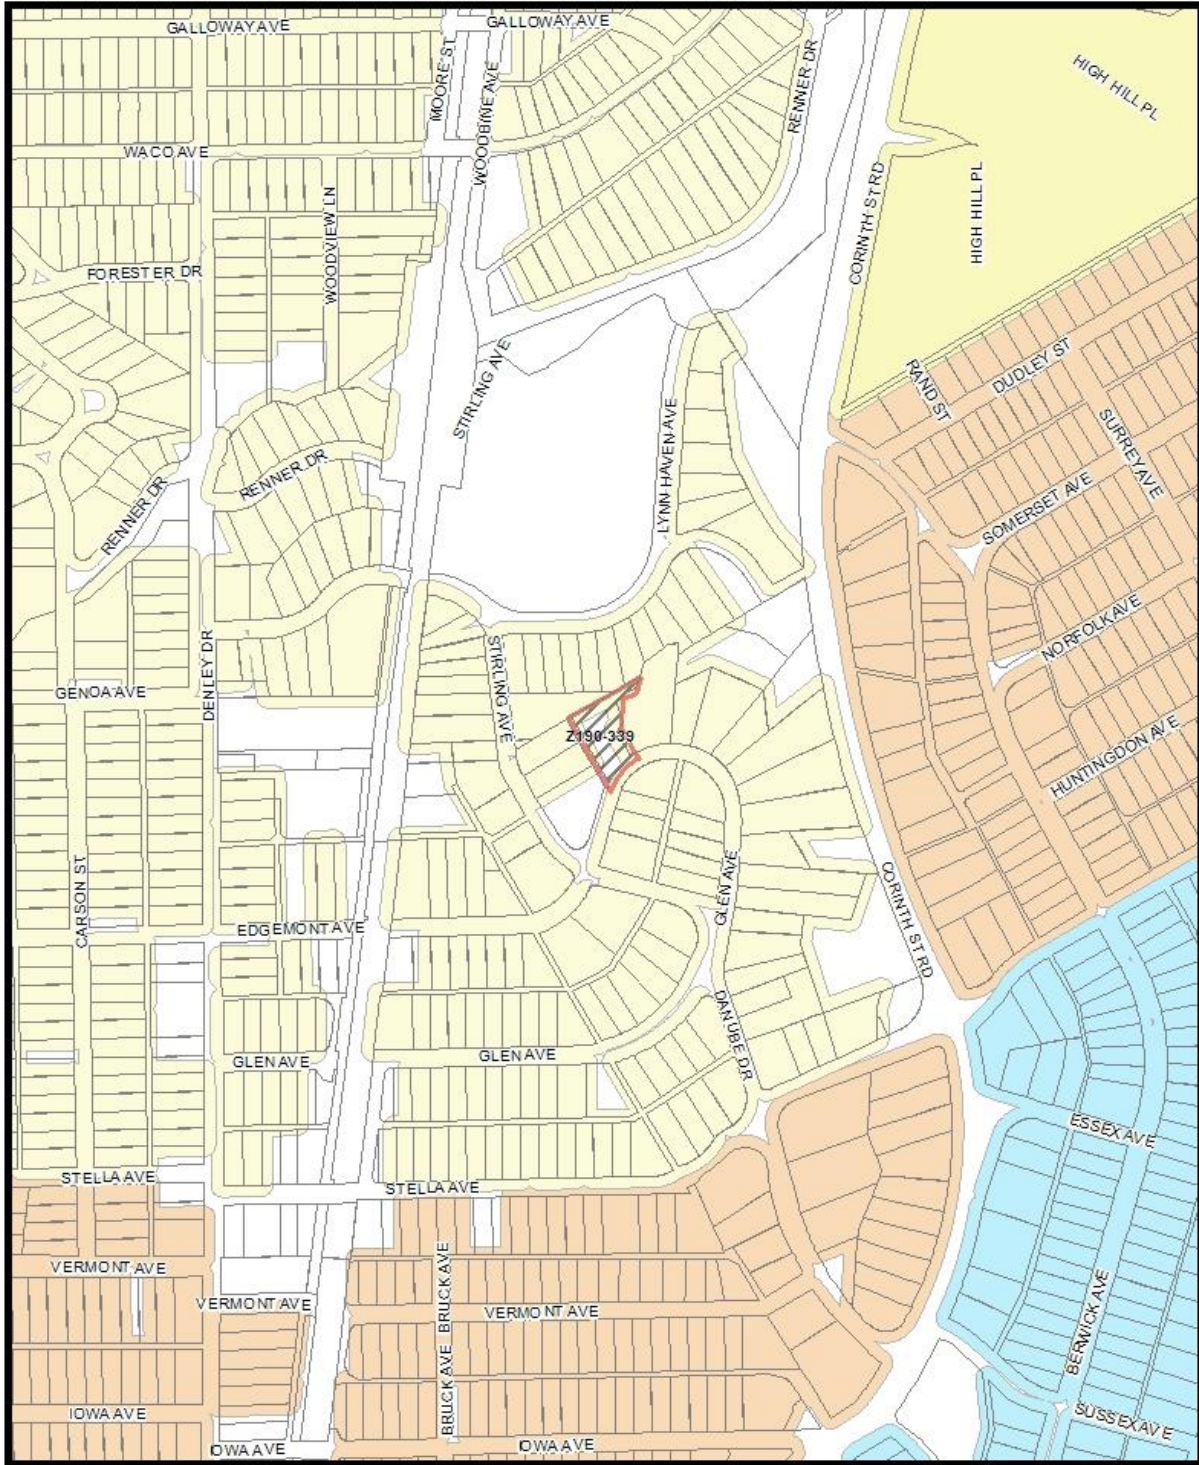 GALLOWAY AVE
GALLOWAY AVE
MOORE ST
WOODBINE AVE
RENNER DR
HIGH HILL PL
WACO AVE
WOODVIEW LN
CORINTH ST RD
HIGH HILL PL
FORESTER DR
STIRLING AVE
RAND ST
DUDLEY ST
LYNN HAVEN AVE
SURREY AVE
RENNER DR
RENNER DR
SOMERSET AVE
NORFOLK AVE
GENOA AVE
DENLEY DR
STIRLING AVE
Z190-339
HUNTINGDON AVE
CARSON ST
GLEN AVE
CORINTH ST RD
EDGEMONT AVE
DANUBE DR
GLEN AVE
GLEN AVE
ESSEX AVE
STELLA AVE
STELLA AVE
VERMONT AVE
VERMONT AVE
BRUCK AVE
BRUCK AVE
VERMONT AVE
BERWICK AVE
IOWA AVE
IOWA AVE
IOWA AVE
SUSSEX AVE